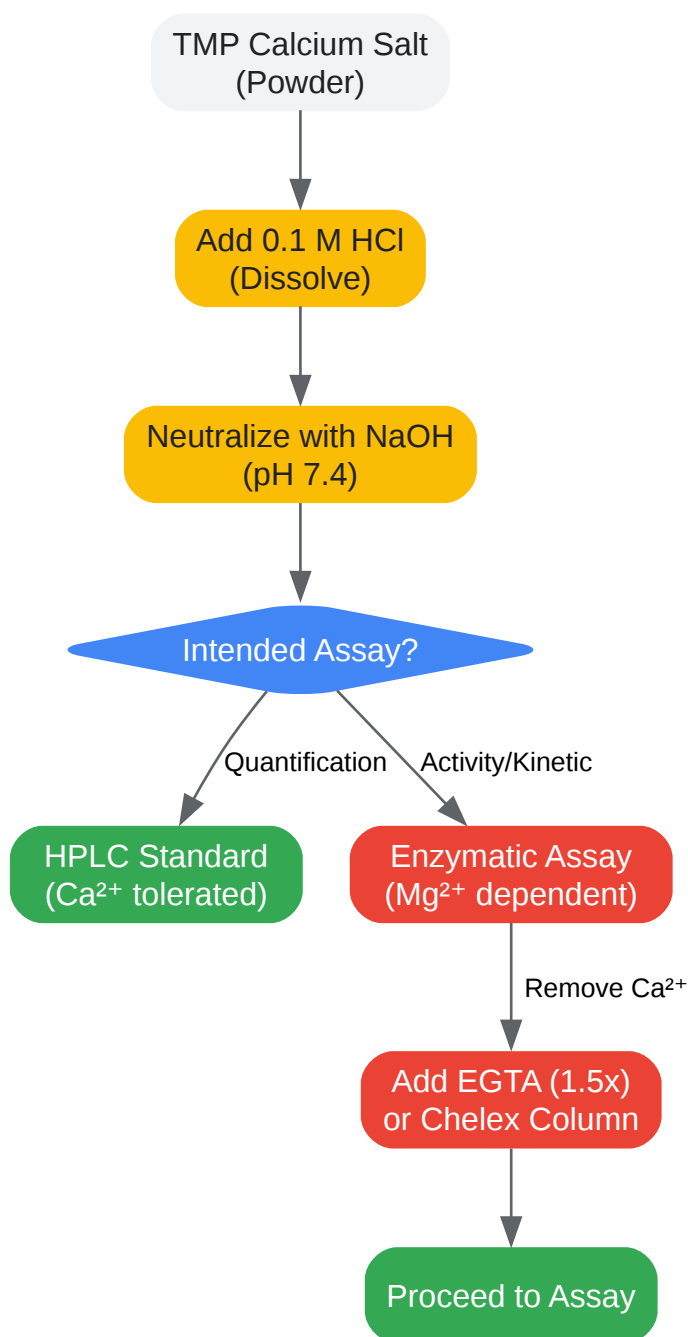 TMP Calcium Salt
(Powder)
Add 0.1 M HCl
(Dissolve)
Neutralize with NaOH
(pH 7.4)
Intended Assay?
Quantification
Activity/Kinetic
HPLC Standard
(Ca²⁺ tolerated)
Enzymatic Assay
(Mg²⁺ dependent)
Remove Ca²⁺
Add EGTA (1.5x)
or Chelex Column
Proceed to Assay